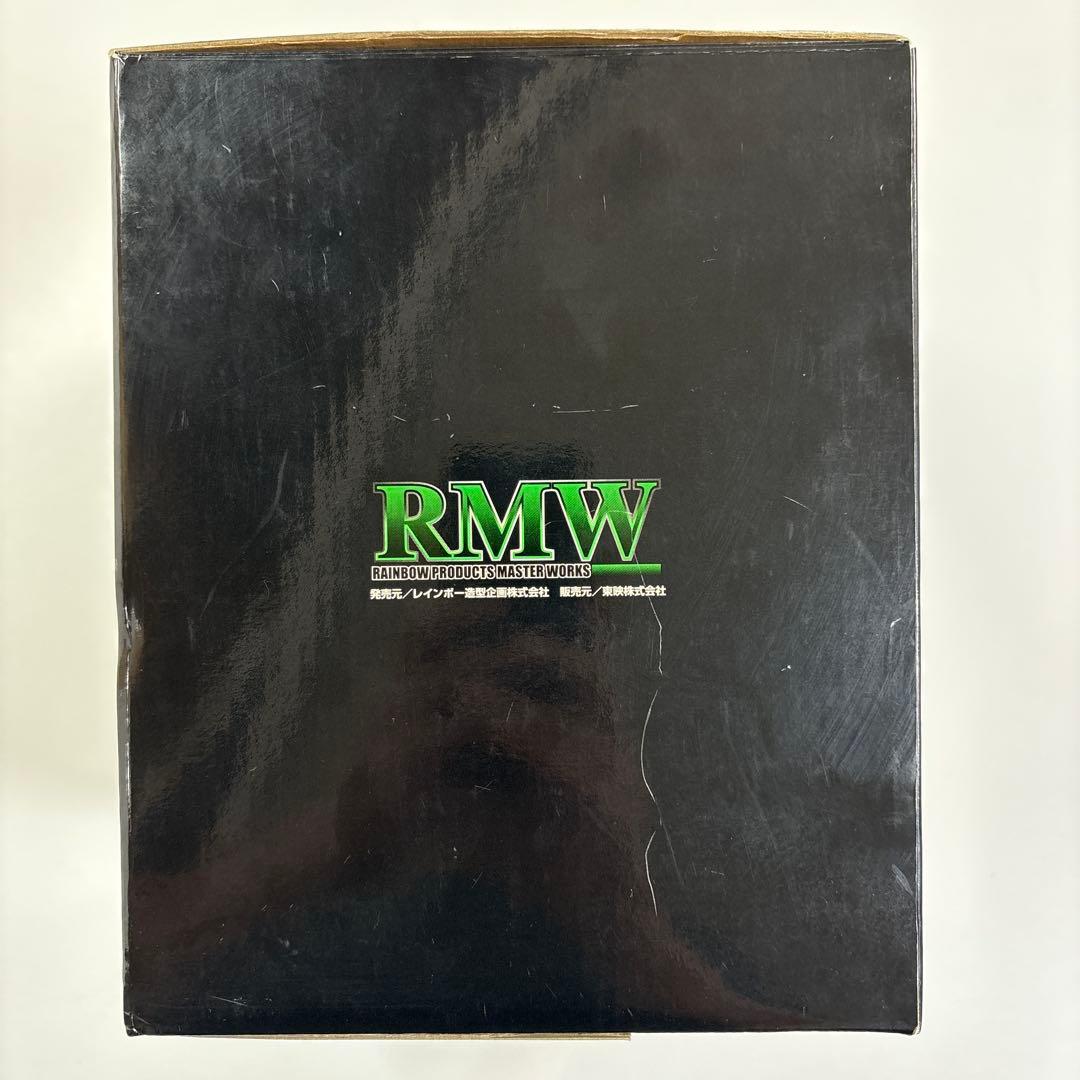 RMW
RAINBOW PRODUCTS MASTER WORKS
発売元／レインボー造型企画株式会社　販売元／東映株式会社